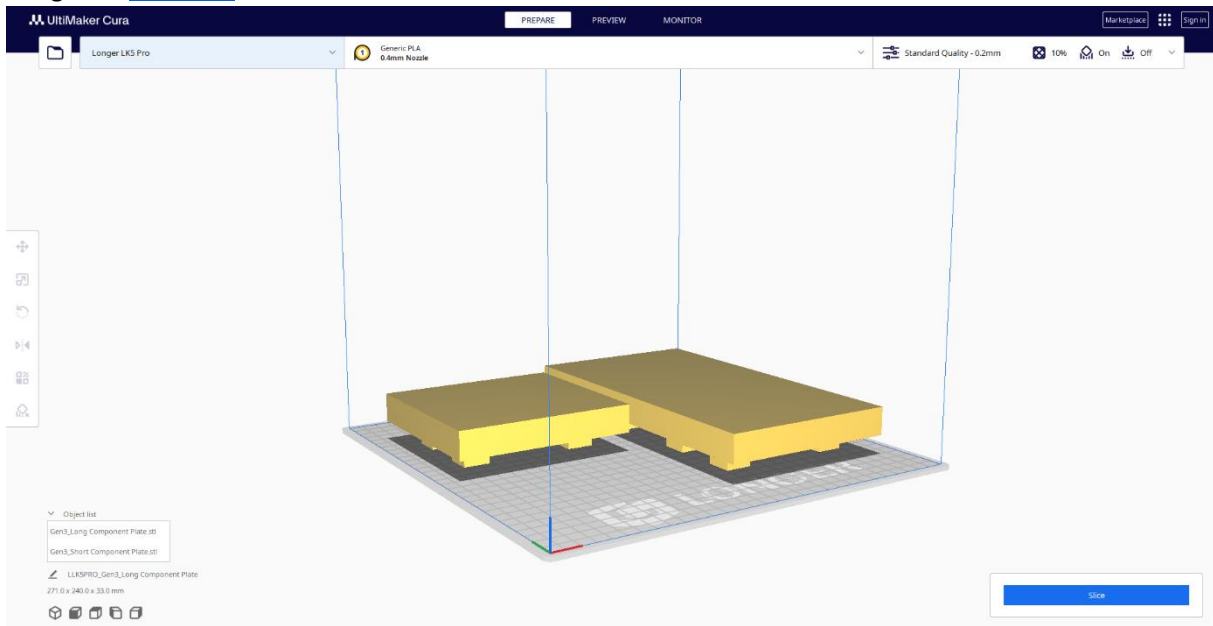 UltiMaker Cura
PREPARE PREVIEW MONITOR
Marketplace Sign in
Longer LK5 Pro
1
Generic PLA
0.4mm Nozzle
Standard Quality - 0.2mm 10% On Off
LONGER
Object list
Gen3_Long Component Plate.stl
Gen3_Short Component Plate.stl
LLK5PRO_Gen3_Long Component Plate
271.0 x 240.0 x 33.0 mm
Slice